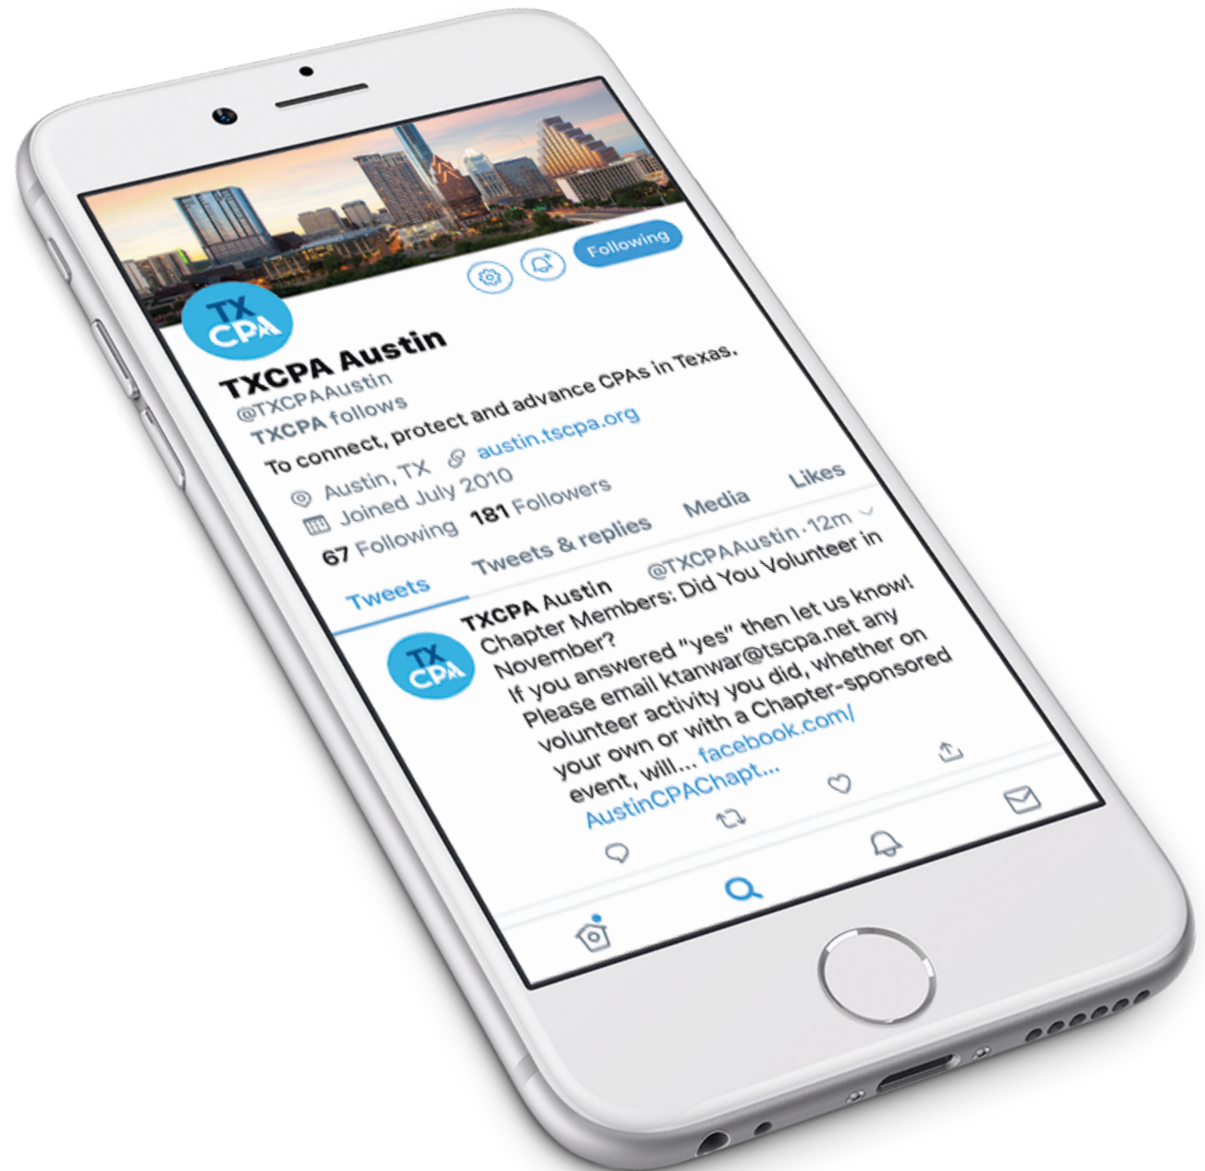 Following
TX
CPA
TXCPA Austin
@TXCPAAustin
TXCPA follows
To connect, protect and advance CPAs in Texas.
Austin, TX austin.tscpa.org
Joined July 2010
67 Following 181 Followers
Tweets Tweets & replies Media Likes
TX
CPA
TXCPA Austin @TXCPAAustin · 12m
Chapter Members: Did You Volunteer in
November?
If you answered “yes” then let us know!
Please email ktanwar@tscpa.net any
volunteer activity you did, whether on
your own or with a Chapter-sponsored
event, will... facebook.com/
AustinCPAChapt...